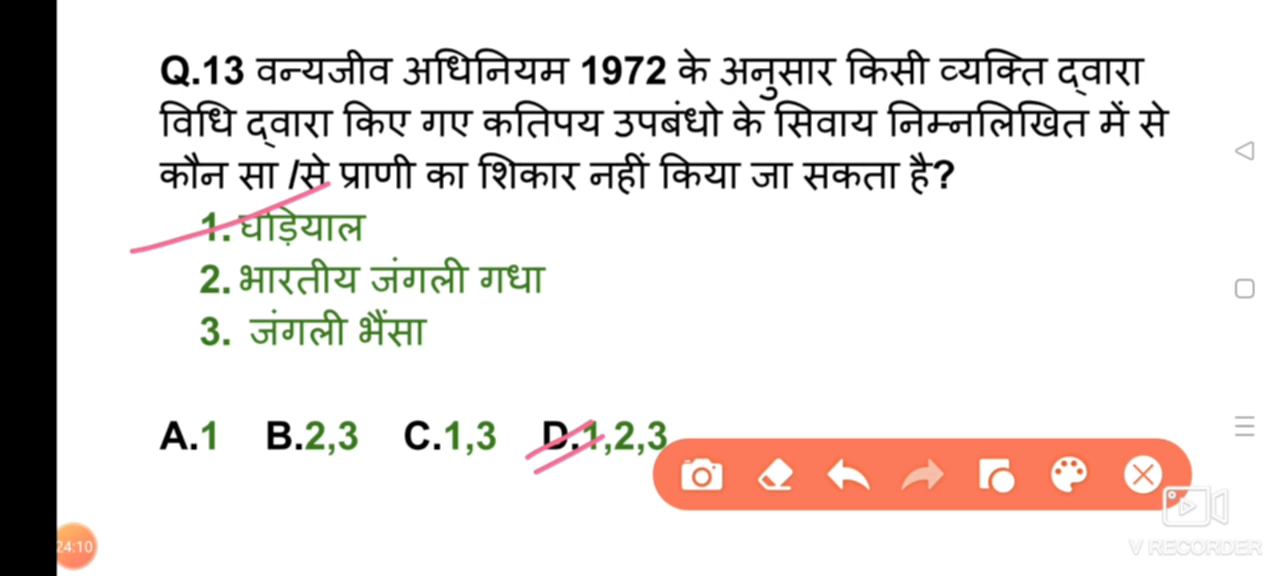 Q.13 वन्यजीव अधिनियम 1972 के अनुसार किसी व्यक्ति द्वारा
विधि द्वारा किए गए कतिपय उपबंधो के सिवाय निम्नलिखित में से
कौन सा /से प्राणी का शिकार नहीं किया जा सकता है?
1. घड़ियाल
2. भारतीय जंगली गधा
3. जंगली भैंसा
A.1 B.2,3 C.1,3 D.1,2,3
24:10
V RECORDER